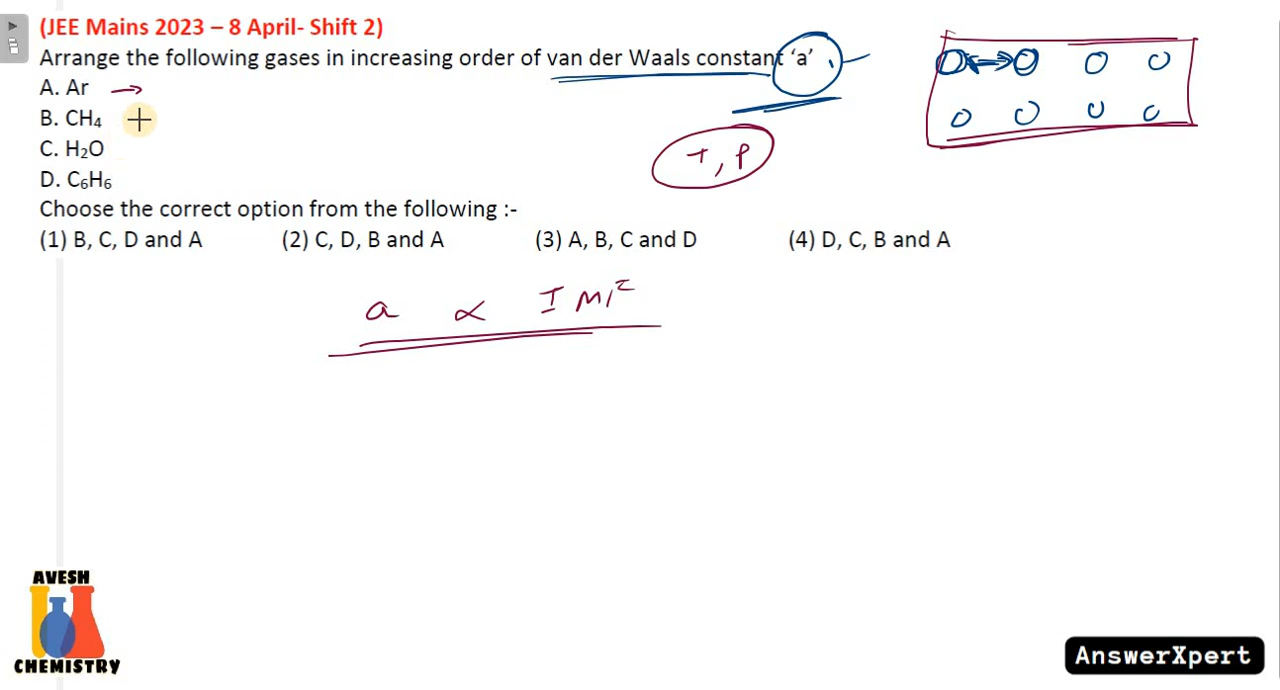 (JEE Mains 2023 – 8 April- Shift 2)
Arrange the following gases in increasing order of van der Waals constant ‘a’
A. Ar
B. CH₄
C. H₂O
D. C₆H₆
T, P
Choose the correct option from the following :-
(1) B, C, D and A (2) C, D, B and A (3) A, B, C and D (4) D, C, B and A
a ∝ IMF
AVESH
CHEMISTRY
AnswerXpert